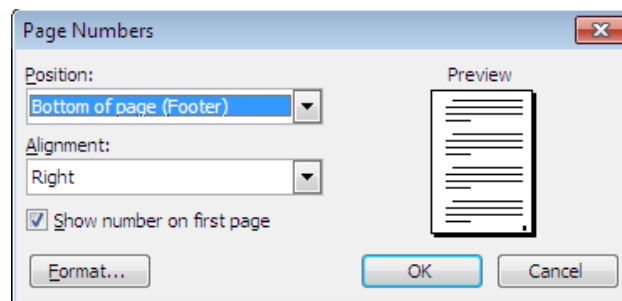 Page Numbers
Position:
Preview
Bottom of page (Footer)
Alignment:
Right
Show number on first page
Format...
OK
Cancel